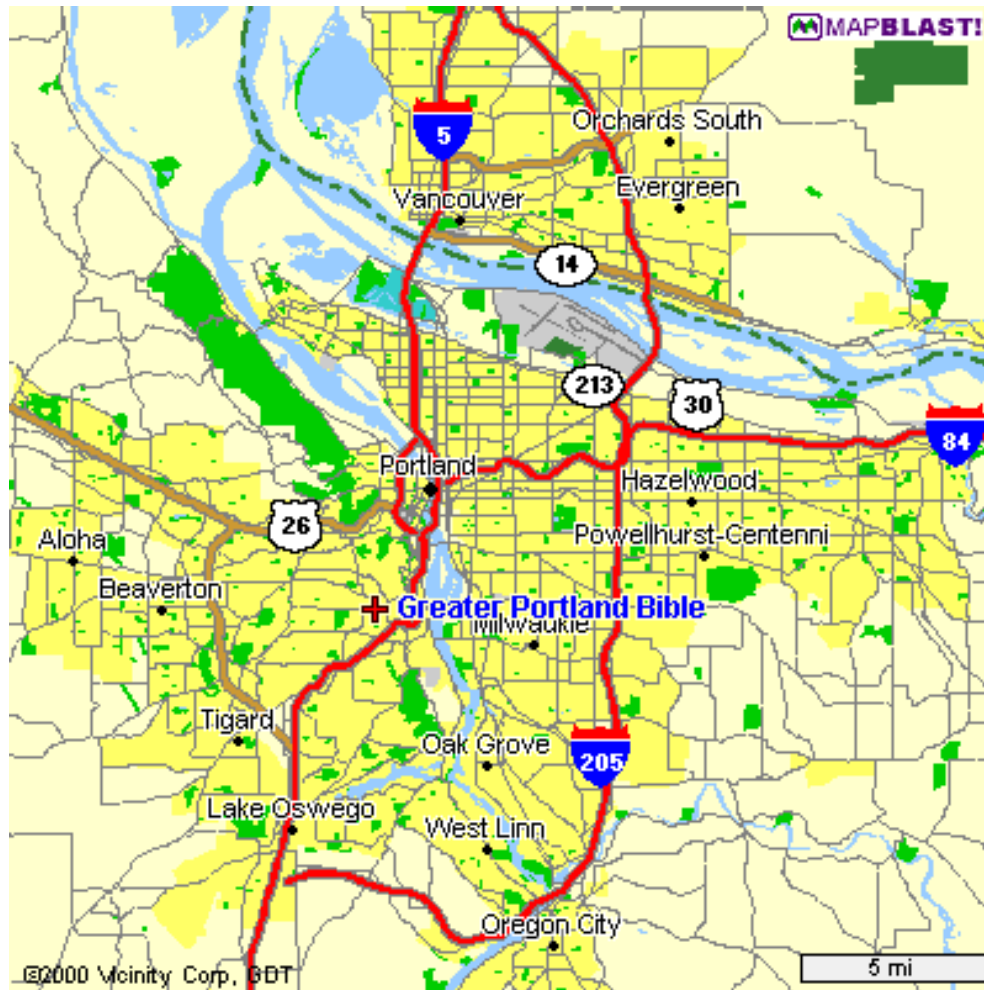 MAPBLAST!
5
Orchards South
Vancouver
Evergreen
14
213
30
84
Portland
Hazelwood
26
Aloha
Powellhurst-Centenni
Beaverton
Greater Portland Bible
Milwaukie
Tigard
Oak Grove
205
Lake Oswego
West Linn
Oregon City
©2000 Vicinity Corp, GDT
5 mi